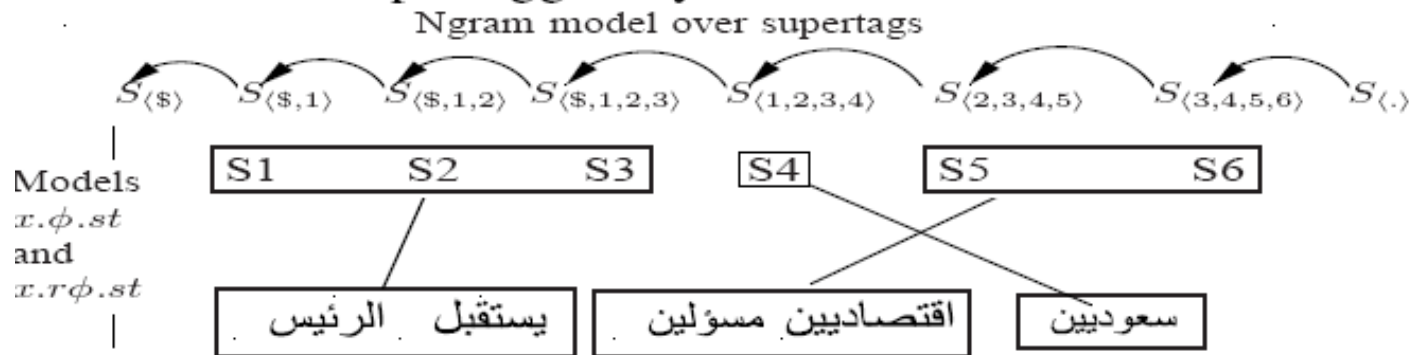 Ngram model over supertags
S⟨$⟩ S⟨$,1⟩ S⟨$,1,2⟩ S⟨$,1,2,3⟩ S⟨1,2,3,4⟩ S⟨2,3,4,5⟩ S⟨3,4,5,6⟩ S⟨.⟩
S1 S2 S3 S4 S5 S6
Models
x.ϕ.st
and
x.rϕ.st
يستقبل الرئيس
اقتصاديين مسؤلين
سعوديين